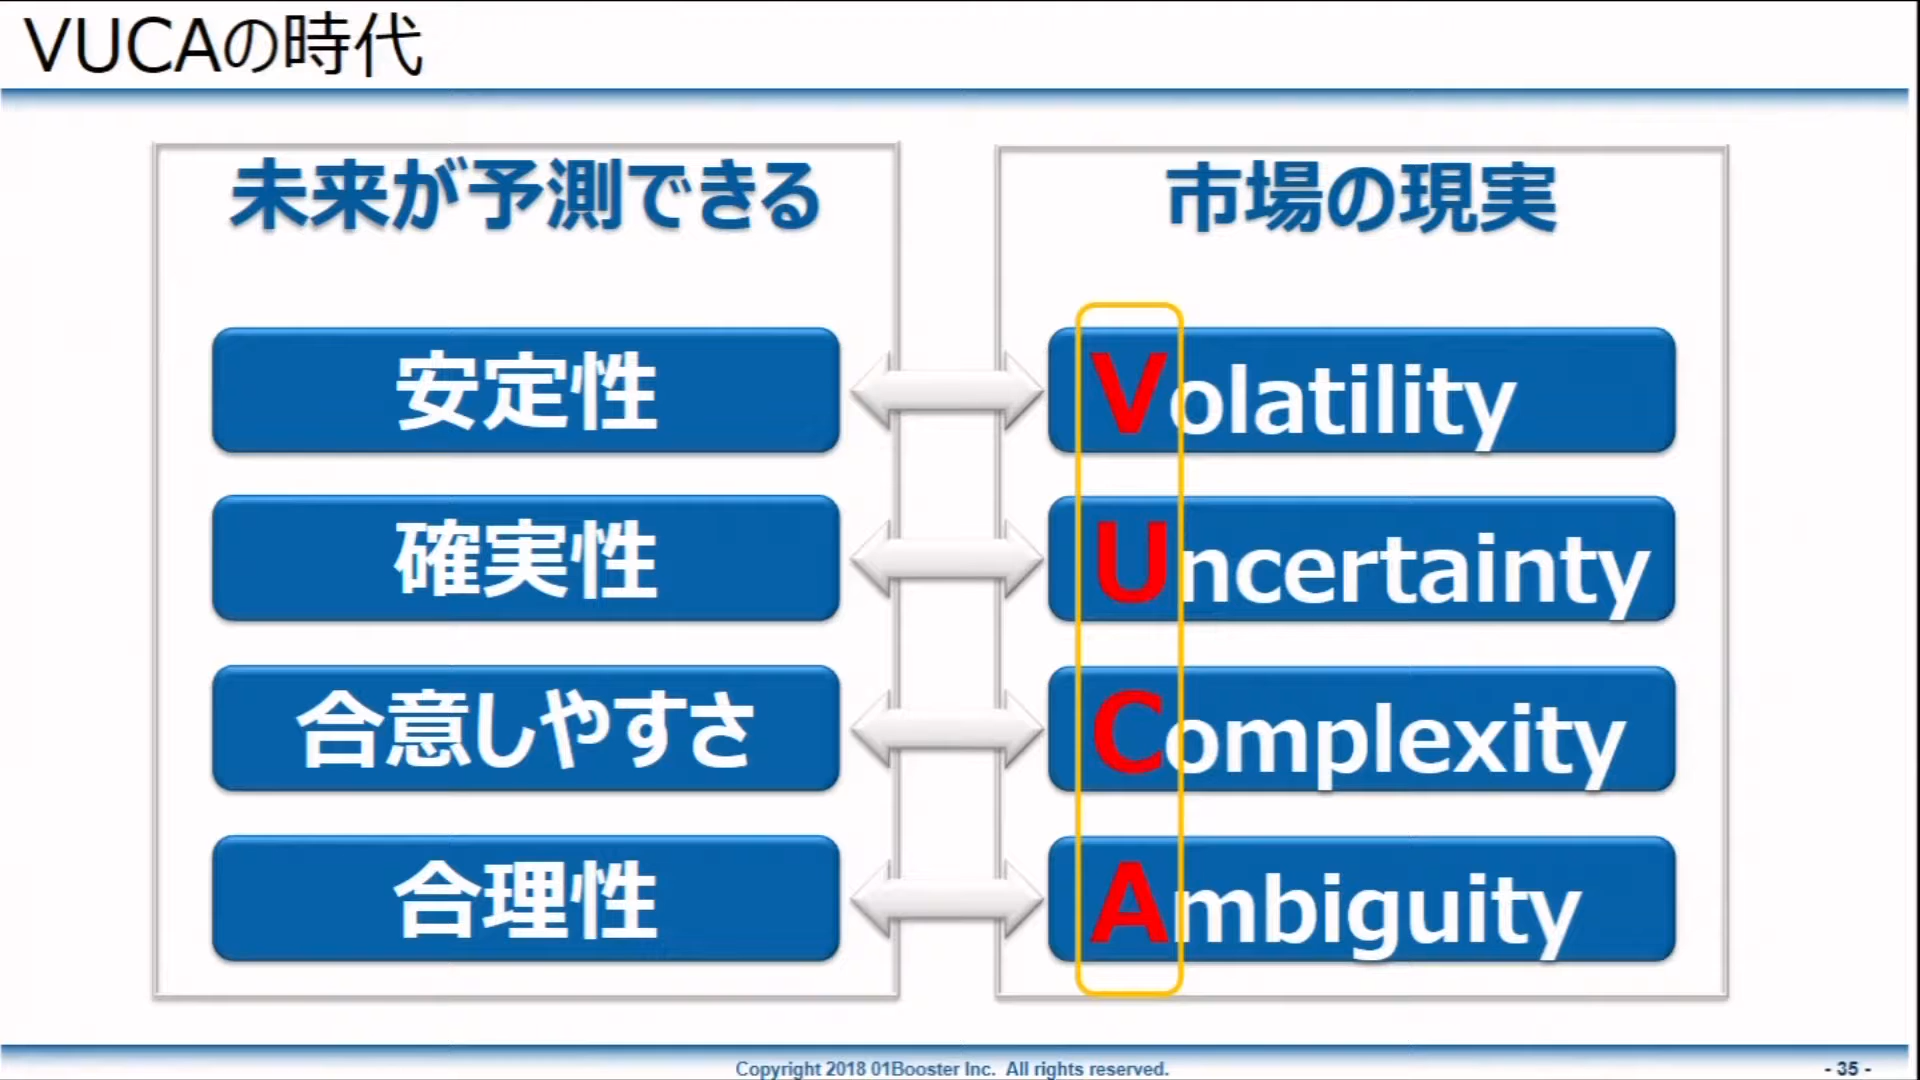 VUCAの時代
未来が予測できる
市場の現実
安定性
Volatility
確実性
Uncertainty
合意しやすさ
Complexity
合理性
Ambiguity
Copyright 2018 01Booster Inc. All rights reserved.
- 35 -